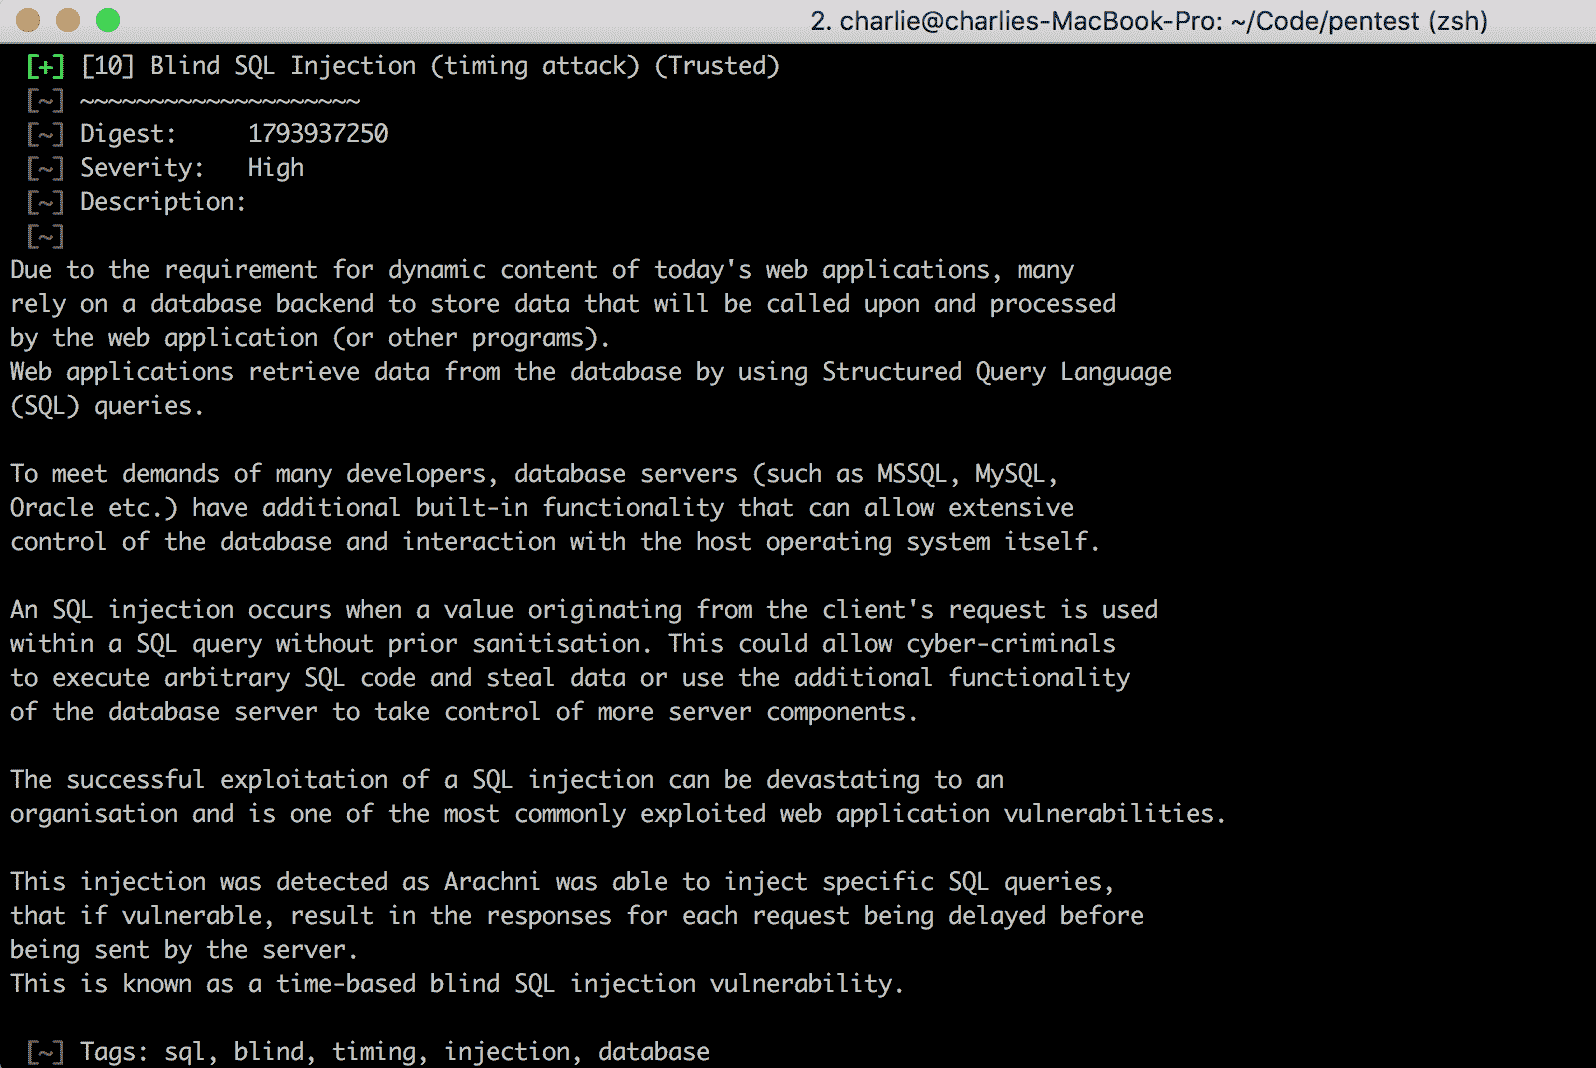 2. charlie@charlies-MacBook-Pro: ~/Code/pentest (zsh)
[+] [10] Blind SQL Injection (timing attack) (Trusted)
[~] ~~~~~~~~~~~~~~~~~~~~
[~] Digest:     1793937250
[~] Severity:   High
[~] Description:
[~]
Due to the requirement for dynamic content of today's web applications, many
rely on a database backend to store data that will be called upon and processed
by the web application (or other programs).
Web applications retrieve data from the database by using Structured Query Language
(SQL) queries.

To meet demands of many developers, database servers (such as MSSQL, MySQL,
Oracle etc.) have additional built-in functionality that can allow extensive
control of the database and interaction with the host operating system itself.

An SQL injection occurs when a value originating from the client's request is used
within a SQL query without prior sanitisation. This could allow cyber-criminals
to execute arbitrary SQL code and steal data or use the additional functionality
of the database server to take control of more server components.

The successful exploitation of a SQL injection can be devastating to an
organisation and is one of the most commonly exploited web application vulnerabilities.

This injection was detected as Arachni was able to inject specific SQL queries,
that if vulnerable, result in the responses for each request being delayed before
being sent by the server.
This is known as a time-based blind SQL injection vulnerability.

[~] Tags: sql, blind, timing, injection, database